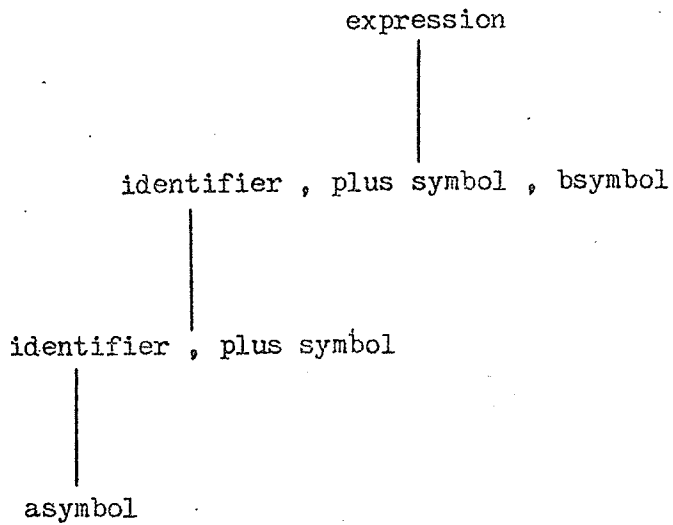 expression
identifier , plus symbol , bsymbol
identifier , plus symbol
asymbol